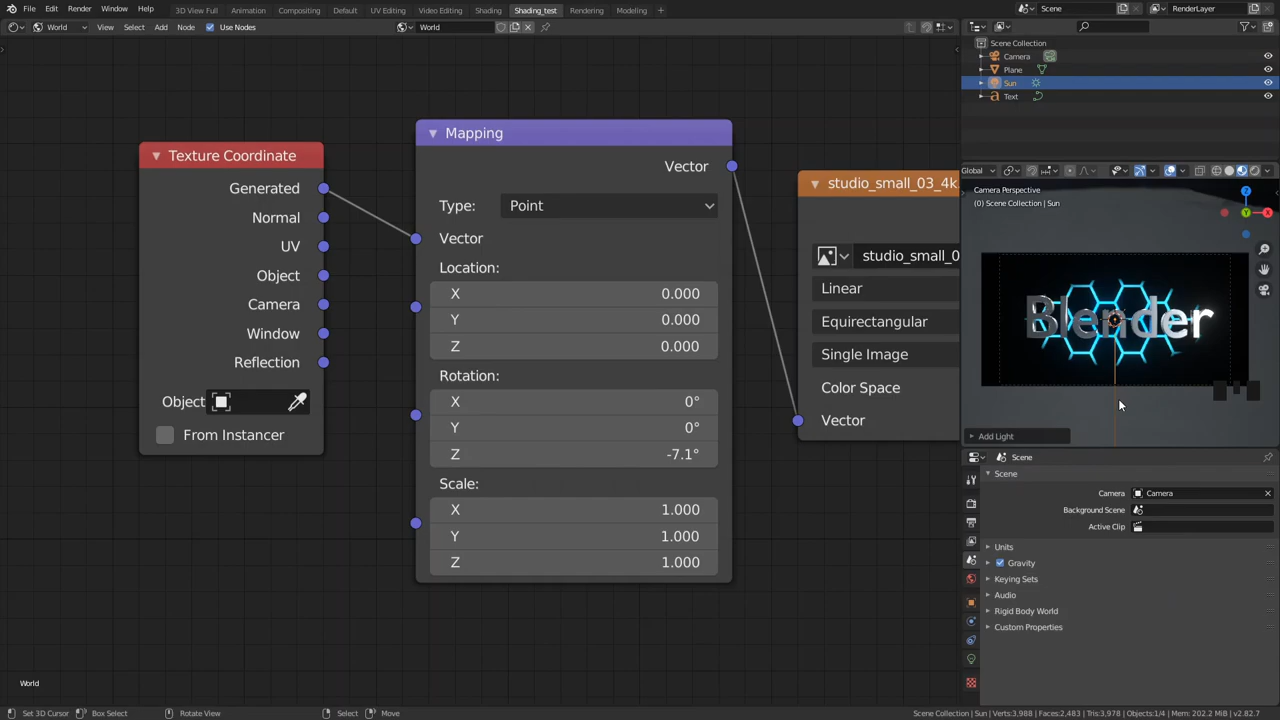 File Edit Render Window Help 3D View Full Animation Compositing Default UV Editing Video Editing Shading Shading_test Rendering Modeling + Scene RenderLayer
World View Select Add Node Use Nodes World
Scene Collection
Camera
Plane
Sun
Text
Texture Coordinate
Generated
Normal
UV
Object
Camera
Window
Reflection
Object
From Instancer
Mapping
Vector
Type: Point
Vector
Location:
X 0.000
Y 0.000
Z 0.000
Rotation:
X 0°
Y 0°
Z -7.1°
Scale:
X 1.000
Y 1.000
Z 1.000
studio_small_03_4k
studio_small_0
Linear
Equirectangular
Single Image
Color Space
Vector
Global
Camera Perspective
(0) Scene Collection | Sun
Z
Y
X
Blender
Add Light
Scene
Scene
Camera Camera
Background Scene
Active Clip
Units
Gravity
Keying Sets
Audio
Rigid Body World
Custom Properties
World
Set 3D Cursor Box Select Rotate View Select Move Scene Collection | Sun | Verts:3,988 | Faces:2,483 | Tris:3,978 | Objects:1/4 | Mem: 202.2 MiB | v2.82.7